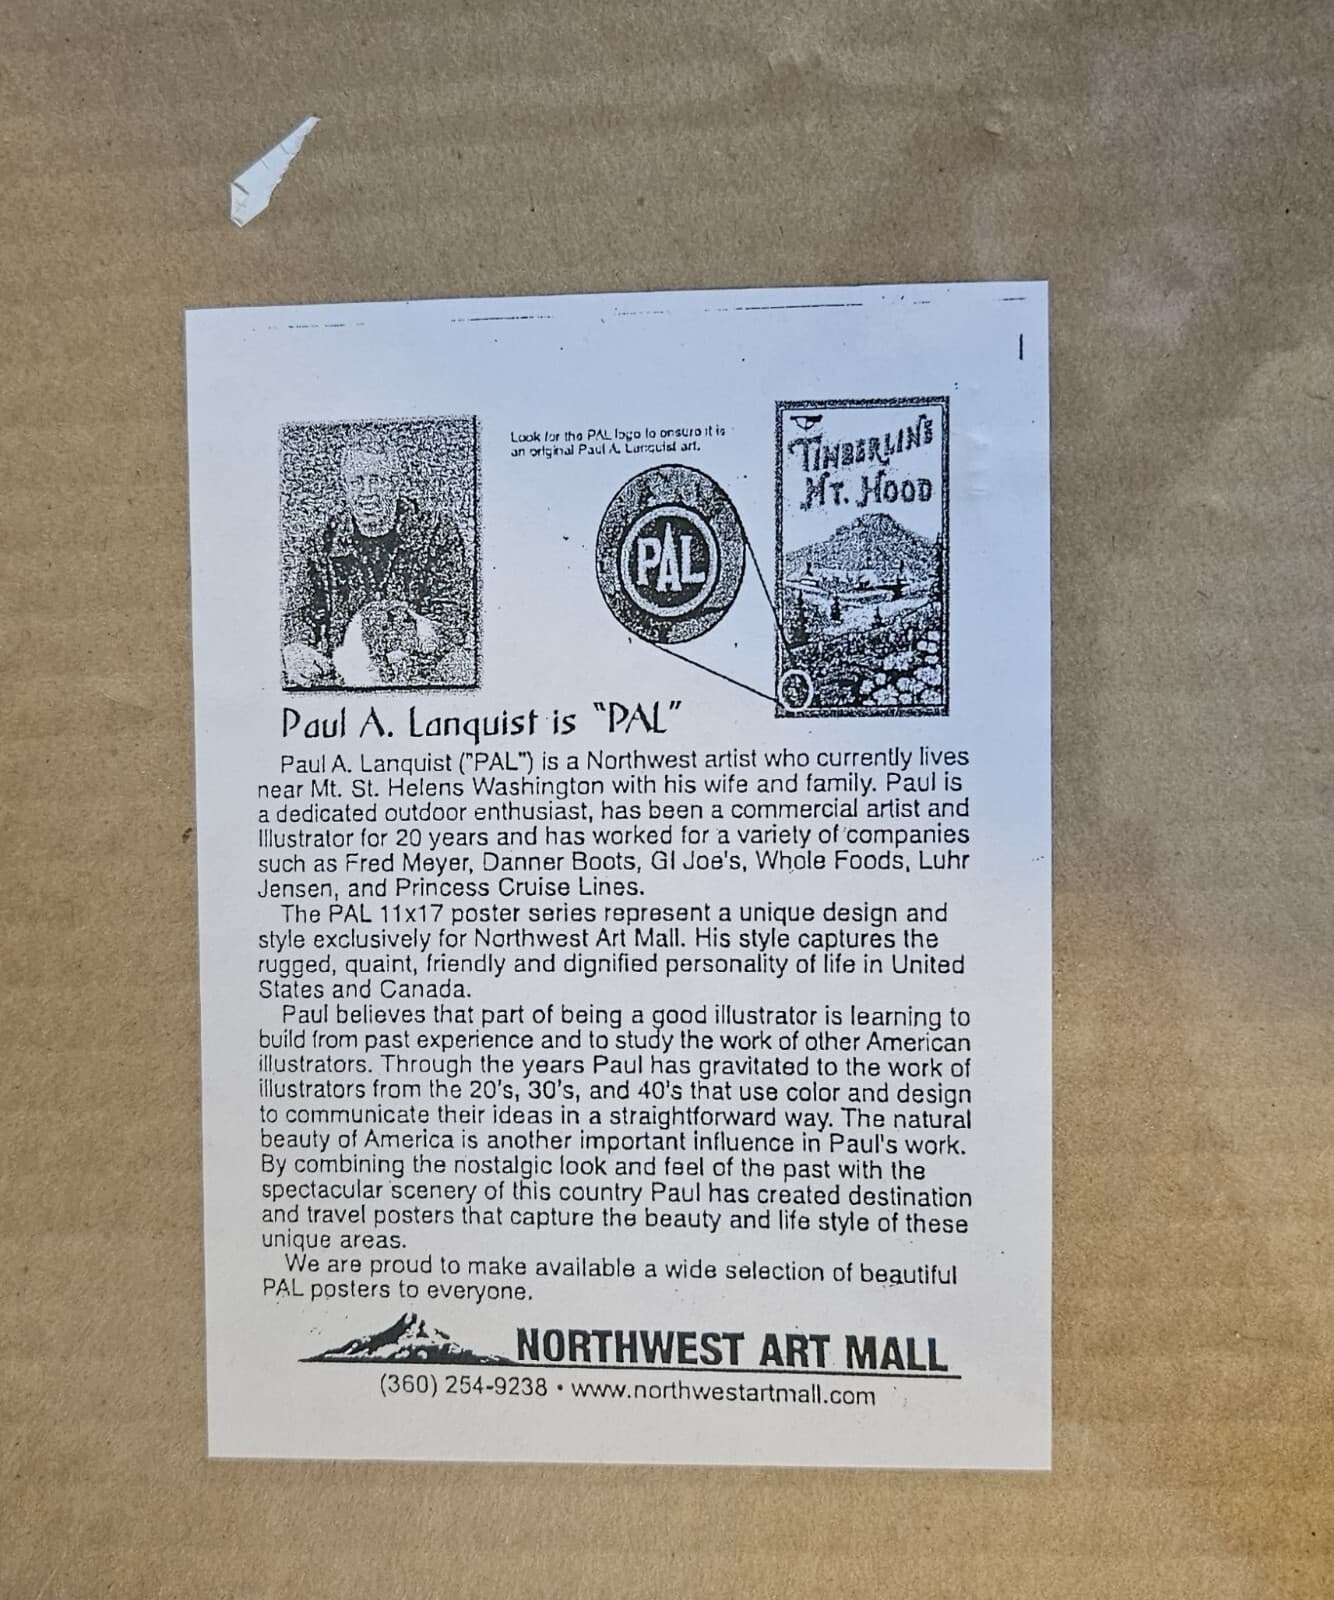 Look for the PAL logo to ensure it is
an original Paul A. Lanquist art.
PAL
TIMBERLINE
MT. HOOD
Paul A. Lanquist is "PAL"
Paul A. Lanquist ("PAL") is a Northwest artist who currently lives
near Mt. St. Helens Washington with his wife and family. Paul is
a dedicated outdoor enthusiast, has been a commercial artist and
Illustrator for 20 years and has worked for a variety of companies
such as Fred Meyer, Danner Boots, GI Joe's, Whole Foods, Luhr
Jensen, and Princess Cruise Lines.
The PAL 11x17 poster series represent a unique design and
style exclusively for Northwest Art Mall. His style captures the
rugged, quaint, friendly and dignified personality of life in United
States and Canada.
Paul believes that part of being a good illustrator is learning to
build from past experience and to study the work of other American
illustrators. Through the years Paul has gravitated to the work of
illustrators from the 20's, 30's, and 40's that use color and design
to communicate their ideas in a straightforward way. The natural
beauty of America is another important influence in Paul's work.
By combining the nostalgic look and feel of the past with the
spectacular scenery of this country Paul has created destination
and travel posters that capture the beauty and life style of these
unique areas.
We are proud to make available a wide selection of beautiful
PAL posters to everyone.
NORTHWEST ART MALL
(360) 254-9238 • www.northwestartmall.com